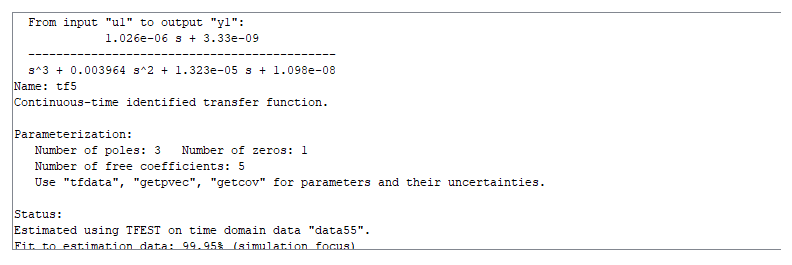 From input "u1" to output "y1":
1.026e-06 s + 3.33e-09
--------------------------------------------
s^3 + 0.003964 s^2 + 1.323e-05 s + 1.098e-08
Name: tf5
Continuous-time identified transfer function.
Parameterization:
Number of poles: 3   Number of zeros: 1
Number of free coefficients: 5
Use "tfdata", "getpvec", "getcov" for parameters and their uncertainties.
Status:
Estimated using TFEST on time domain data "data55".
Fit to estimation data: 99.95% (simulation focus)